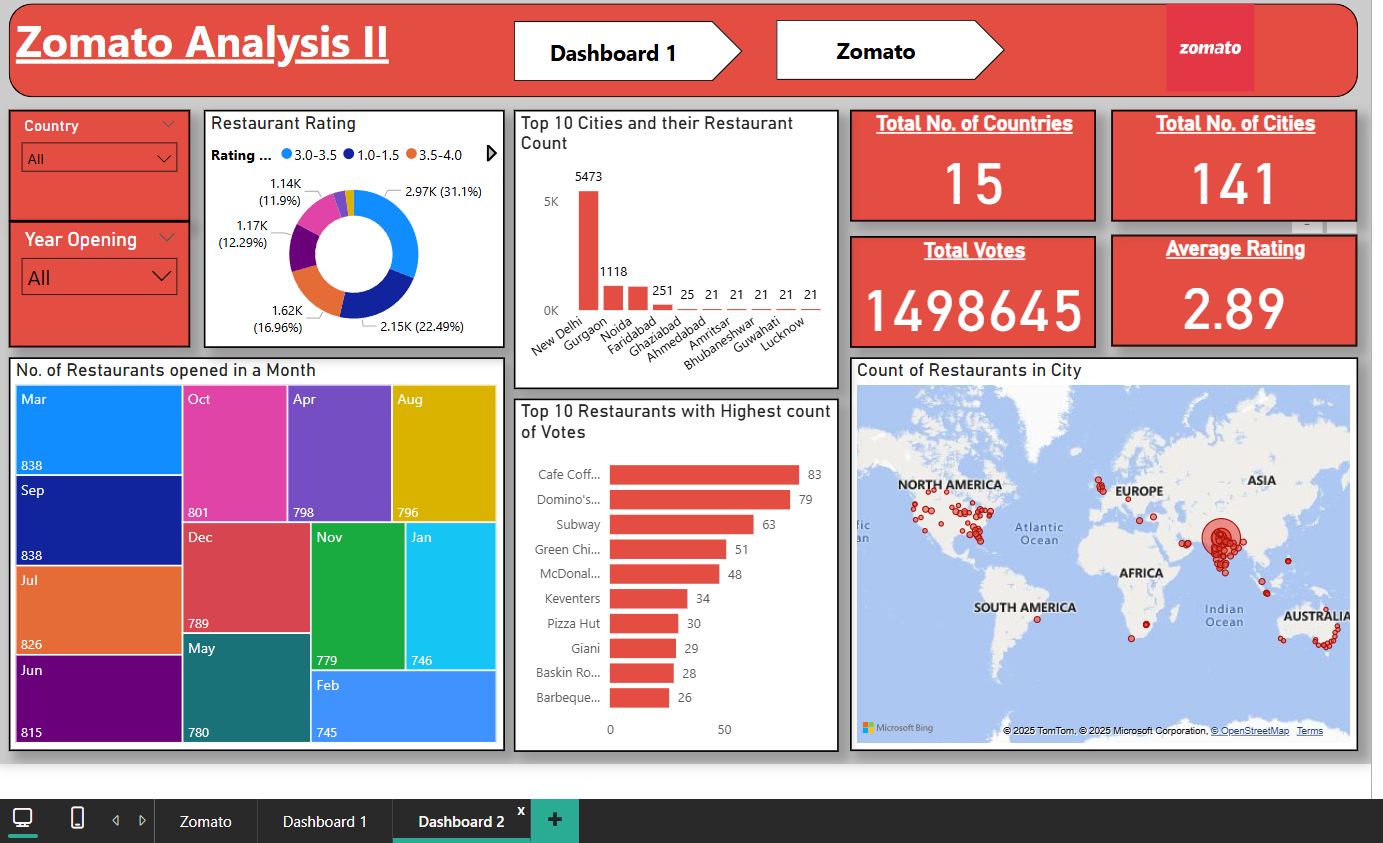 Zomato Analysis II
Dashboard 1
Zomato
zomato
Country
All
Year Opening
All
Restaurant Rating
Rating ... 3.0-3.5 1.0-1.5 3.5-4.0
1.14K
(11.9%)
2.97K (31.1%)
1.17K
(12.29%)
1.62K
(16.96%)
2.15K (22.49%)
Top 10 Cities and their Restaurant
Count
5473
5K
1118
251 25 21 21 21 21 21
0K
New Delhi
Gurgaon
Noida
Faridabad
Ghaziabad
Ahmedabad
Amritsar
Bhubaneshwar
Guwahati
Lucknow
Total No. of Countries
15
Total No. of Cities
141
Total Votes
1498645
Average Rating
2.89
No. of Restaurants opened in a Month
Mar
838
Sep
838
Jul
826
Jun
815
Oct
801
Apr
798
Aug
796
Dec
789
May
780
Nov
779
Jan
746
Feb
745
Top 10 Restaurants with Highest count
of Votes
Cafe Coff... 83
Domino's... 79
Subway 63
Green Chi... 51
McDonal... 48
Keventers 34
Pizza Hut 30
Giani 29
Baskin Ro... 28
Barbeque... 26
0 50
Count of Restaurants in City
NORTH AMERICA
EUROPE
ASIA
fic
an
Atlantic
Ocean
AFRICA
SOUTH AMERICA
Indian
Ocean
AUSTRALIA
Microsoft Bing
© 2025 TomTom, © 2025 Microsoft Corporation, © OpenStreetMap Terms
Zomato
Dashboard 1
Dashboard 2
x
+